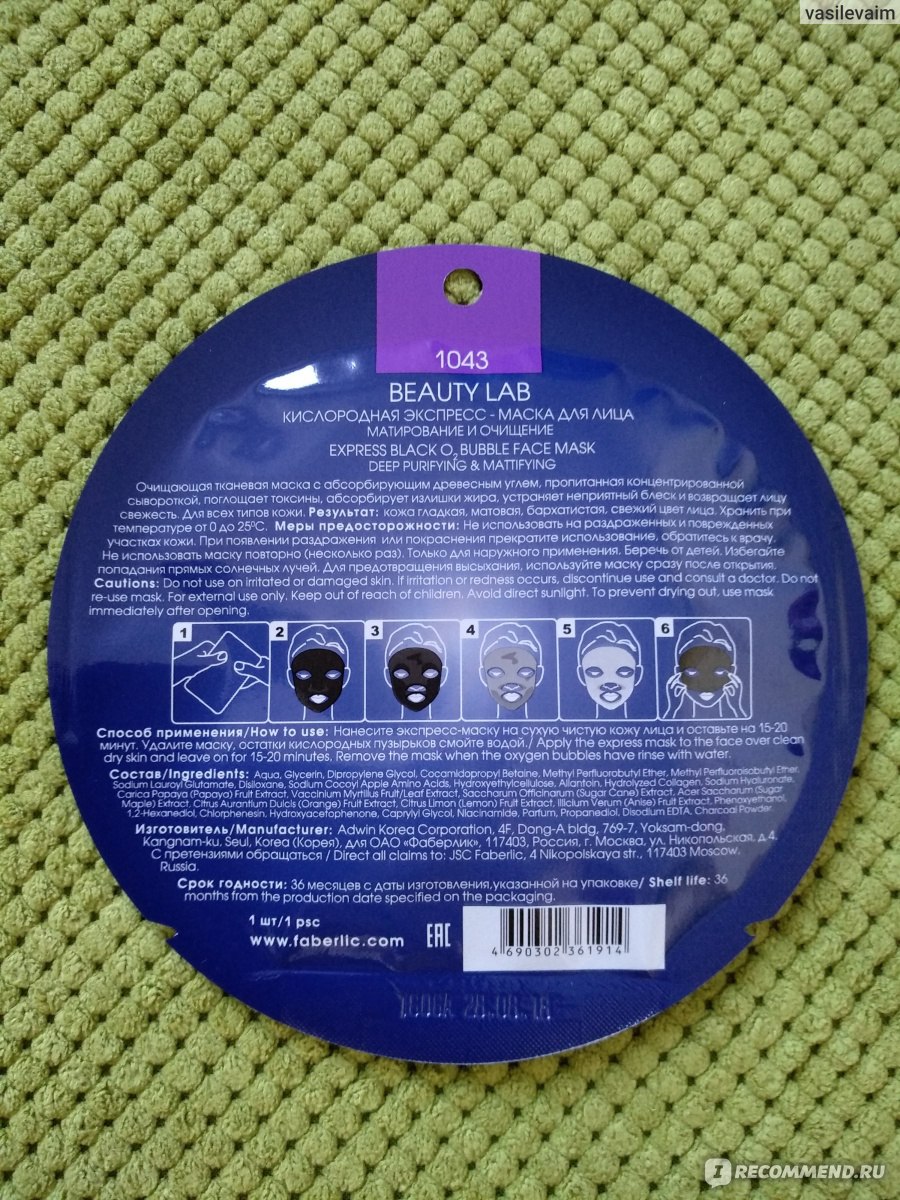 vasilevaim
1043
BEAUTY LAB
КИСЛОРОДНАЯ ЭКСПРЕСС - МАСКА ДЛЯ ЛИЦА
МАТИРОВАНИЕ И ОЧИЩЕНИЕ
EXPRESS BLACK O2 BUBBLE FACE MASK
DEEP PURIFYING & MATTIFYING
Очищающая тканевая маска с абсорбирующим древесным углем, пропитанная концентрированной
сывороткой, поглощает токсины, абсорбирует излишки жира, устраняет неприятный блеск и возвращает лицу
свежесть. Для всех типов кожи. Результат: кожа гладкая, матовая, бархатистая, свежий цвет лица. Хранить при
температуре от 0 до 25°C. Меры предосторожности: Не использовать на раздраженных и поврежденных
участках кожи. При появлении раздражения или покраснения прекратите использование, обратитесь к врачу.
Не использовать маску повторно (несколько раз). Только для наружного применения. Беречь от детей. Избегайте
попадания прямых солнечных лучей. Для предотвращения высыхания, используйте маску сразу после открытия.
Cautions: Do not use on irritated or damaged skin. If irritation or redness occurs, discontinue use and consult a doctor. Do not
re-use mask. For external use only. Keep out of reach of children. Avoid direct sunlight. To prevent drying out, use mask
immediately after opening.
1 2 3 4 5 6
Способ применения/How to use: Нанесите экспресс-маску на сухую чистую кожу лица и оставьте на 15-20
минут. Удалите маску, остатки кислородных пузырьков смойте водой./ Apply the express mask to the face over clean
dry skin and leave on for 15-20 minutes. Remove the mask when the oxygen bubbles have rinse with water.
Состав/Ingredients: Aqua, Glycerin, Dipropylene Glycol, Cocamidopropyl Betaine, Methyl Perfluorobutyl Ether, Methyl Perfluoroisobutyl Ether,
Sodium Lauroyl Glutamate, Disiloxane, Sodium Cocoyl Apple Amino Acids, Hydroxyethylcellulose, Allantoin, Hydrolyzed Collagen, Sodium Hyaluronate,
Carica Papaya (Papaya) Fruit Extract, Vaccinium Myrtillus Fruit/Leaf Extract, Saccharum Officinarum (Sugar Cane) Extract, Acer Saccharum (Sugar
Maple) Extract, Citrus Aurantium Dulcis (Orange) Fruit Extract, Citrus Limon (Lemon) Fruit Extract, Illicium Verum (Anise) Fruit Extract, Phenoxyethanol,
1,2-Hexanediol, Chlorphenesin, Hydroxyacetophenone, Caprylyl Glycol, Niacinamide, Parfum, Propanediol, Disodium EDTA, Charcoal Powder.
Изготовитель/Manufacturer: Adwin Korea Corporation, 4F, Dong-A bldg, 769-7, Yoksam-dong,
Kangnam-ku, Seul, Korea (Корея), для ОАО «Фаберлик», 117403, Россия, г. Москва, ул. Никопольская, д.4.
С претензиями обращаться / Direct all claims to: JSC Faberlic, 4 Nikopolskaya str., 117403 Moscow,
Russia.
Срок годности: 36 месяцев с даты изготовления,указанной на упаковке/ Shelf life: 36
months from the production date specified on the packaging.
1 шт/1 psc
www.faberlic.com EAC
4 690302 361914
28.08.18
IRECOMMEND.RU